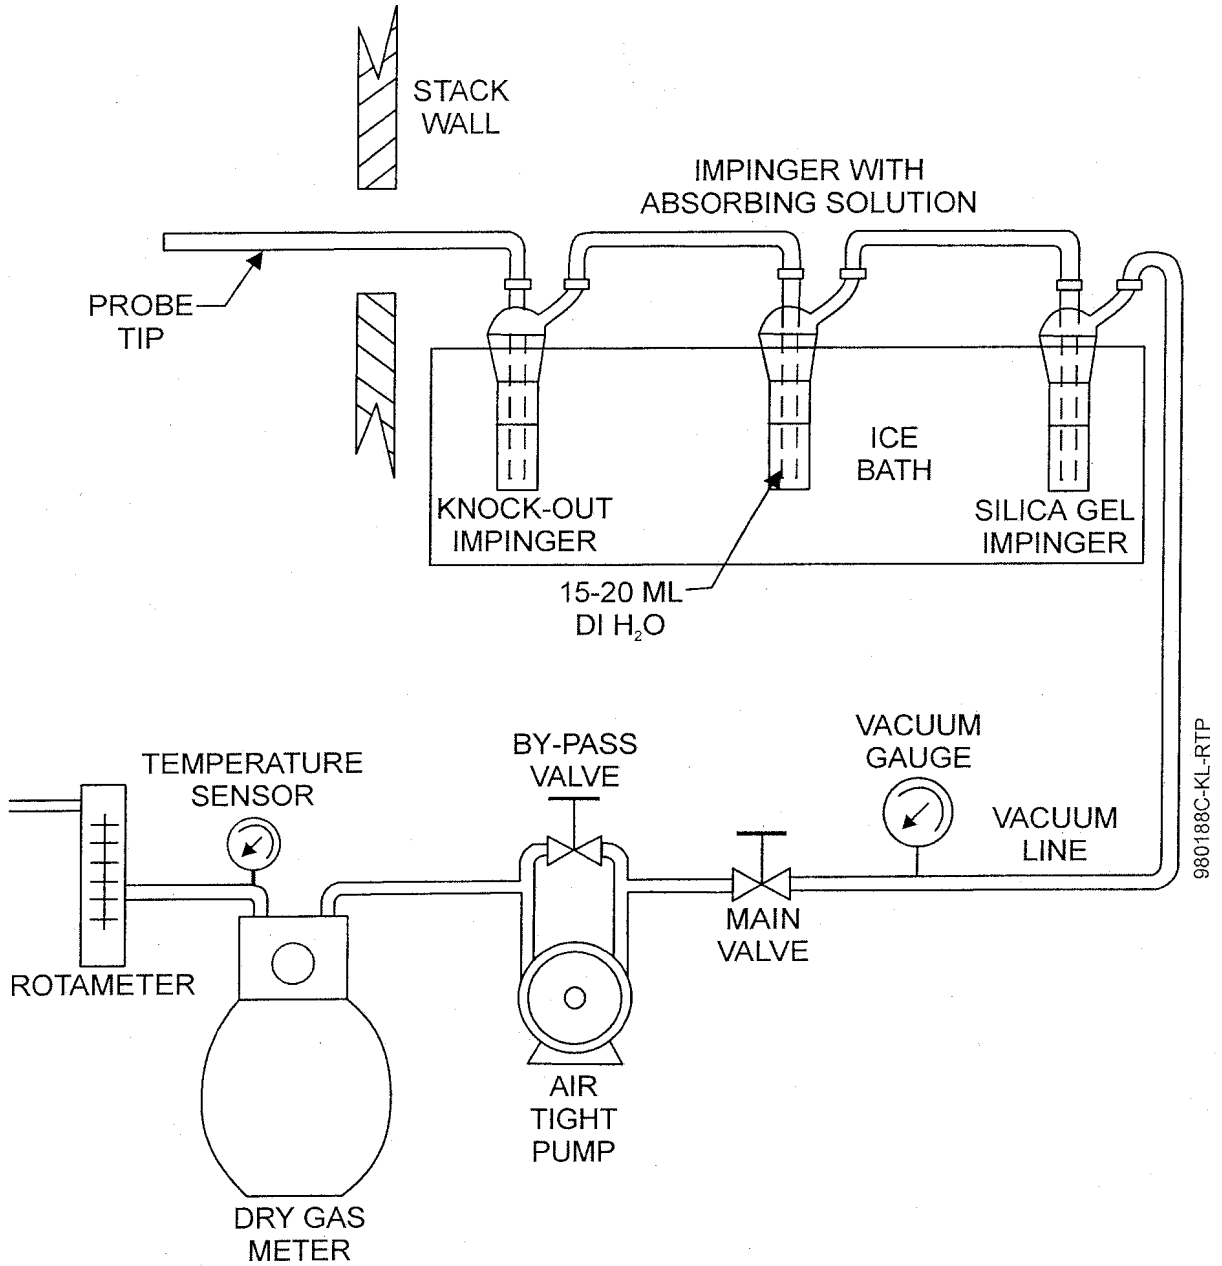 STACK
WALL
IMPINGER WITH
ABSORBING SOLUTION
PROBE
TIP
ICE
BATH
KNOCK-OUT
IMPINGER
SILICA GEL
IMPINGER
15-20 ML
DI H₂O
980188C-KL-RTP
VACUUM
GAUGE
BY-PASS
VALVE
TEMPERATURE
SENSOR
VACUUM
LINE
MAIN
VALVE
ROTAMETER
AIR
TIGHT
PUMP
DRY GAS
METER